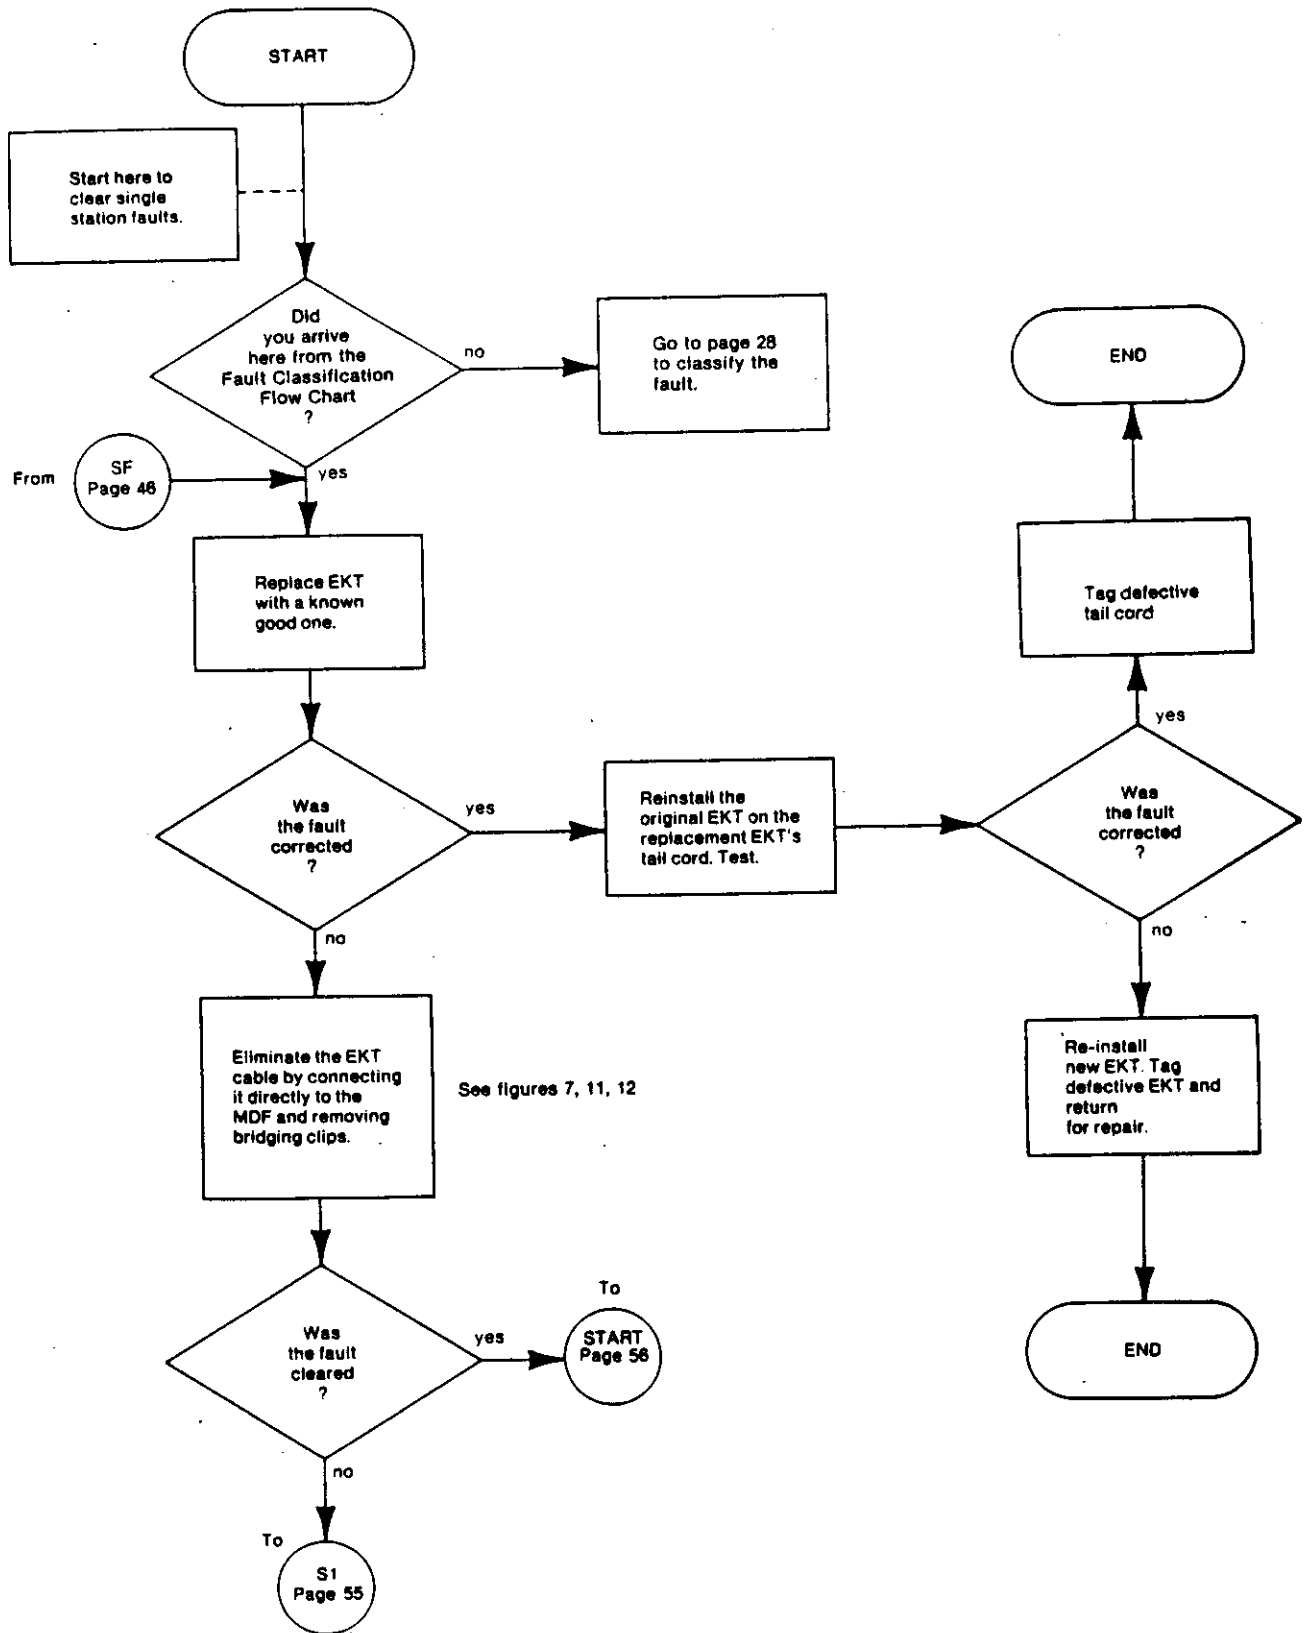 START
Start here to
clear single
station faults.
Did
you arrive
here from the
Fault Classification
Flow Chart
?
no
Go to page 28
to classify the
fault.
END
From
SF
Page 46
yes
Replace EKT
with a known
good one.
Tag defective
tail cord
yes
Was
the fault
corrected
?
yes
Reinstall the
original EKT on the
replacement EKT's
tail cord. Test.
Was
the fault
corrected
?
no
no
Eliminate the EKT
cable by connecting
it directly to the
MDF and removing
bridging clips.
See figures 7, 11, 12
Re-install
new EKT. Tag
defective EKT and
return
for repair.
Was
the fault
cleared
?
yes
To
START
Page 56
END
no
To
S1
Page 55